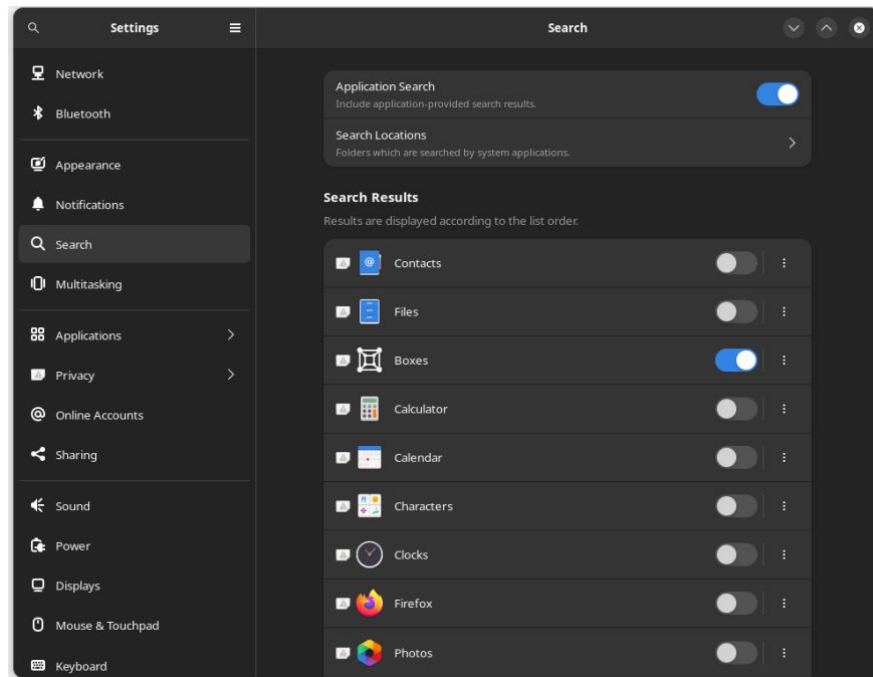 Settings
Network
Bluetooth
Appearance
Notifications
Search
Multitasking
Applications
Privacy
Online Accounts
Sharing
Sound
Power
Displays
Mouse & Touchpad
Keyboard
Search
Application Search
Include application-provided search results.
Search Locations
Folders which are searched by system applications.
Search Results
Results are displayed according to the list order.
Contacts
Files
Boxes
Calculator
Calendar
Characters
Clocks
Firefox
Photos